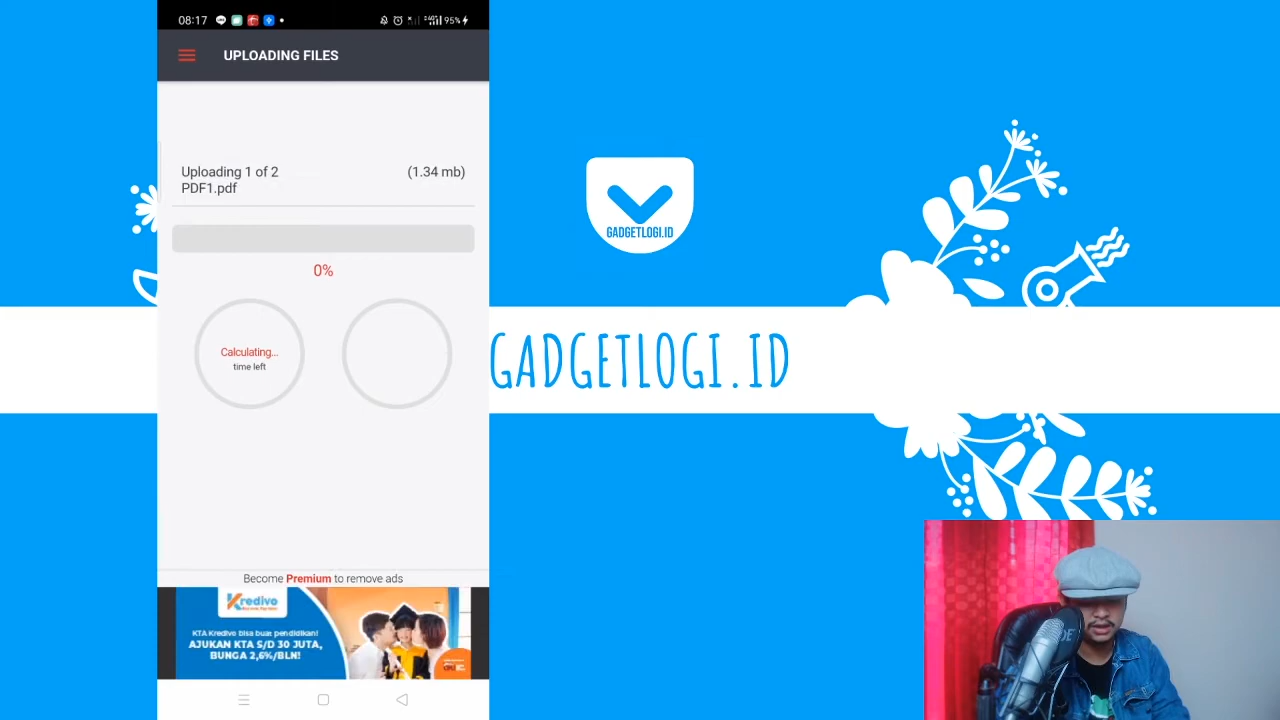 08:17
95%
UPLOADING FILES
Uploading 1 of 2
(1.34 mb)
PDF1.pdf
0%
Calculating...
time left
GADGETLOGI.ID
GADGETLOGI.ID
Become Premium to remove ads
Kredivo
KTA Kredivo bisa buat pendidikan!
AJUKAN KTA S/D 30 JUTA,
BUNGA 2,6%/BLN!